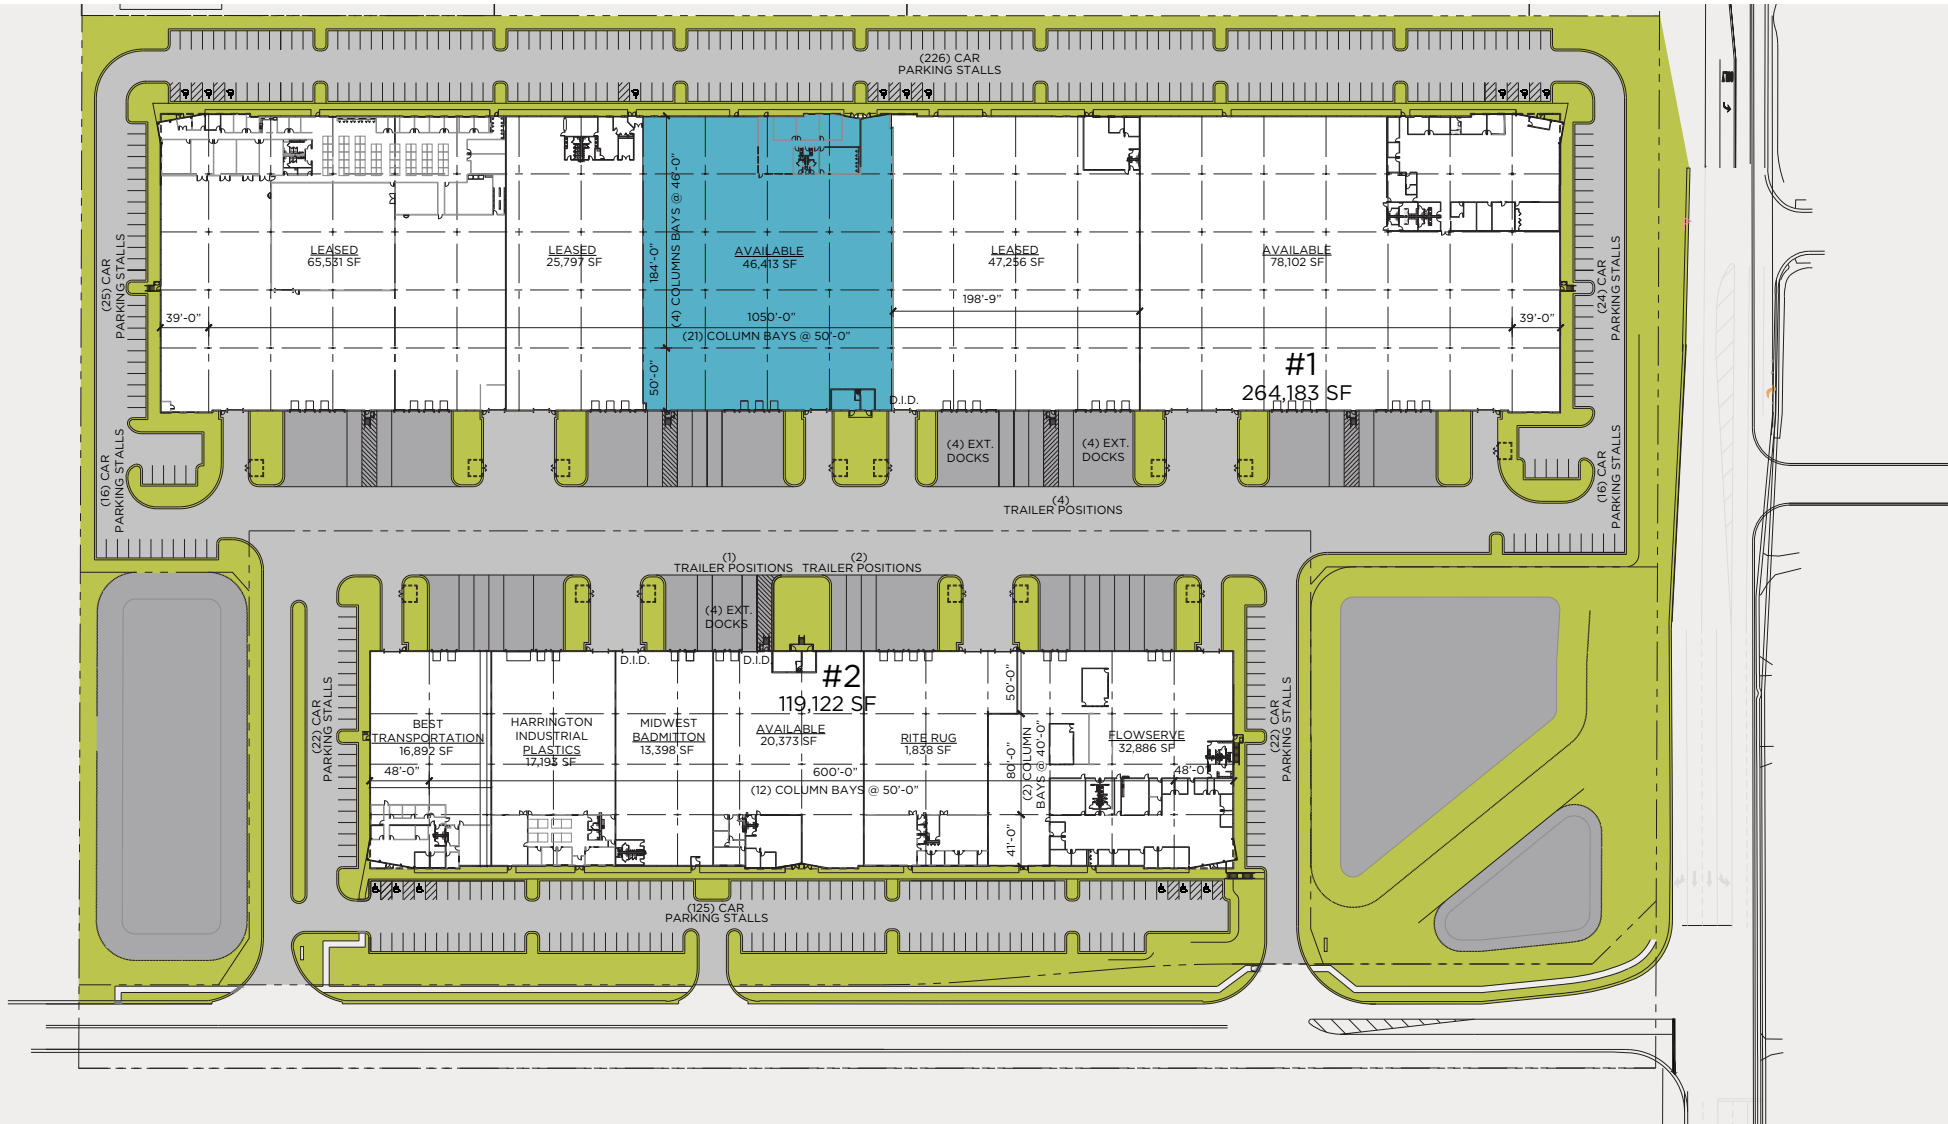 (226) CAR
PARKING STALLS
(25) CAR
PARKING STALLS
(24) CAR
PARKING STALLS
LEASED
65,531 SF
LEASED
25,797 SF
AVAILABLE
46,413 SF
LEASED
47,256 SF
AVAILABLE
78,102 SF
184'-0"
(4) COLUMNS BAYS @ 46'-0"
50'-0"
39'-0"
1050'-0"
(21) COLUMN BAYS @ 50'-0"
198'-9"
39'-0"
#1
264,183 SF
D.I.D.
(16) CAR
PARKING STALLS
(4) EXT.
DOCKS
(4) EXT.
DOCKS
(16) CAR
PARKING STALLS
(4)
TRAILER POSITIONS
(1)
TRAILER POSITIONS
(2)
TRAILER POSITIONS
(4) EXT.
DOCKS
D.I.D.
D.I.D.
#2
119,122 SF
(22) CAR
PARKING STALLS
BEST
TRANSPORTATION
16,892 SF
HARRINGTON
INDUSTRIAL
PLASTICS
17,193 SF
MIDWEST
BADMITTON
13,398 SF
AVAILABLE
20,373 SF
RITE RUG
1,838 SF
FLOWSERVE
32,886 SF
50'-0"
80'-0"
(2) COLUMN
BAYS @ 40'-0"
41'-0"
48'-0"
600'-0"
(12) COLUMN BAYS @ 50'-0"
48'-0"
(22) CAR
PARKING STALLS
(125) CAR
PARKING STALLS